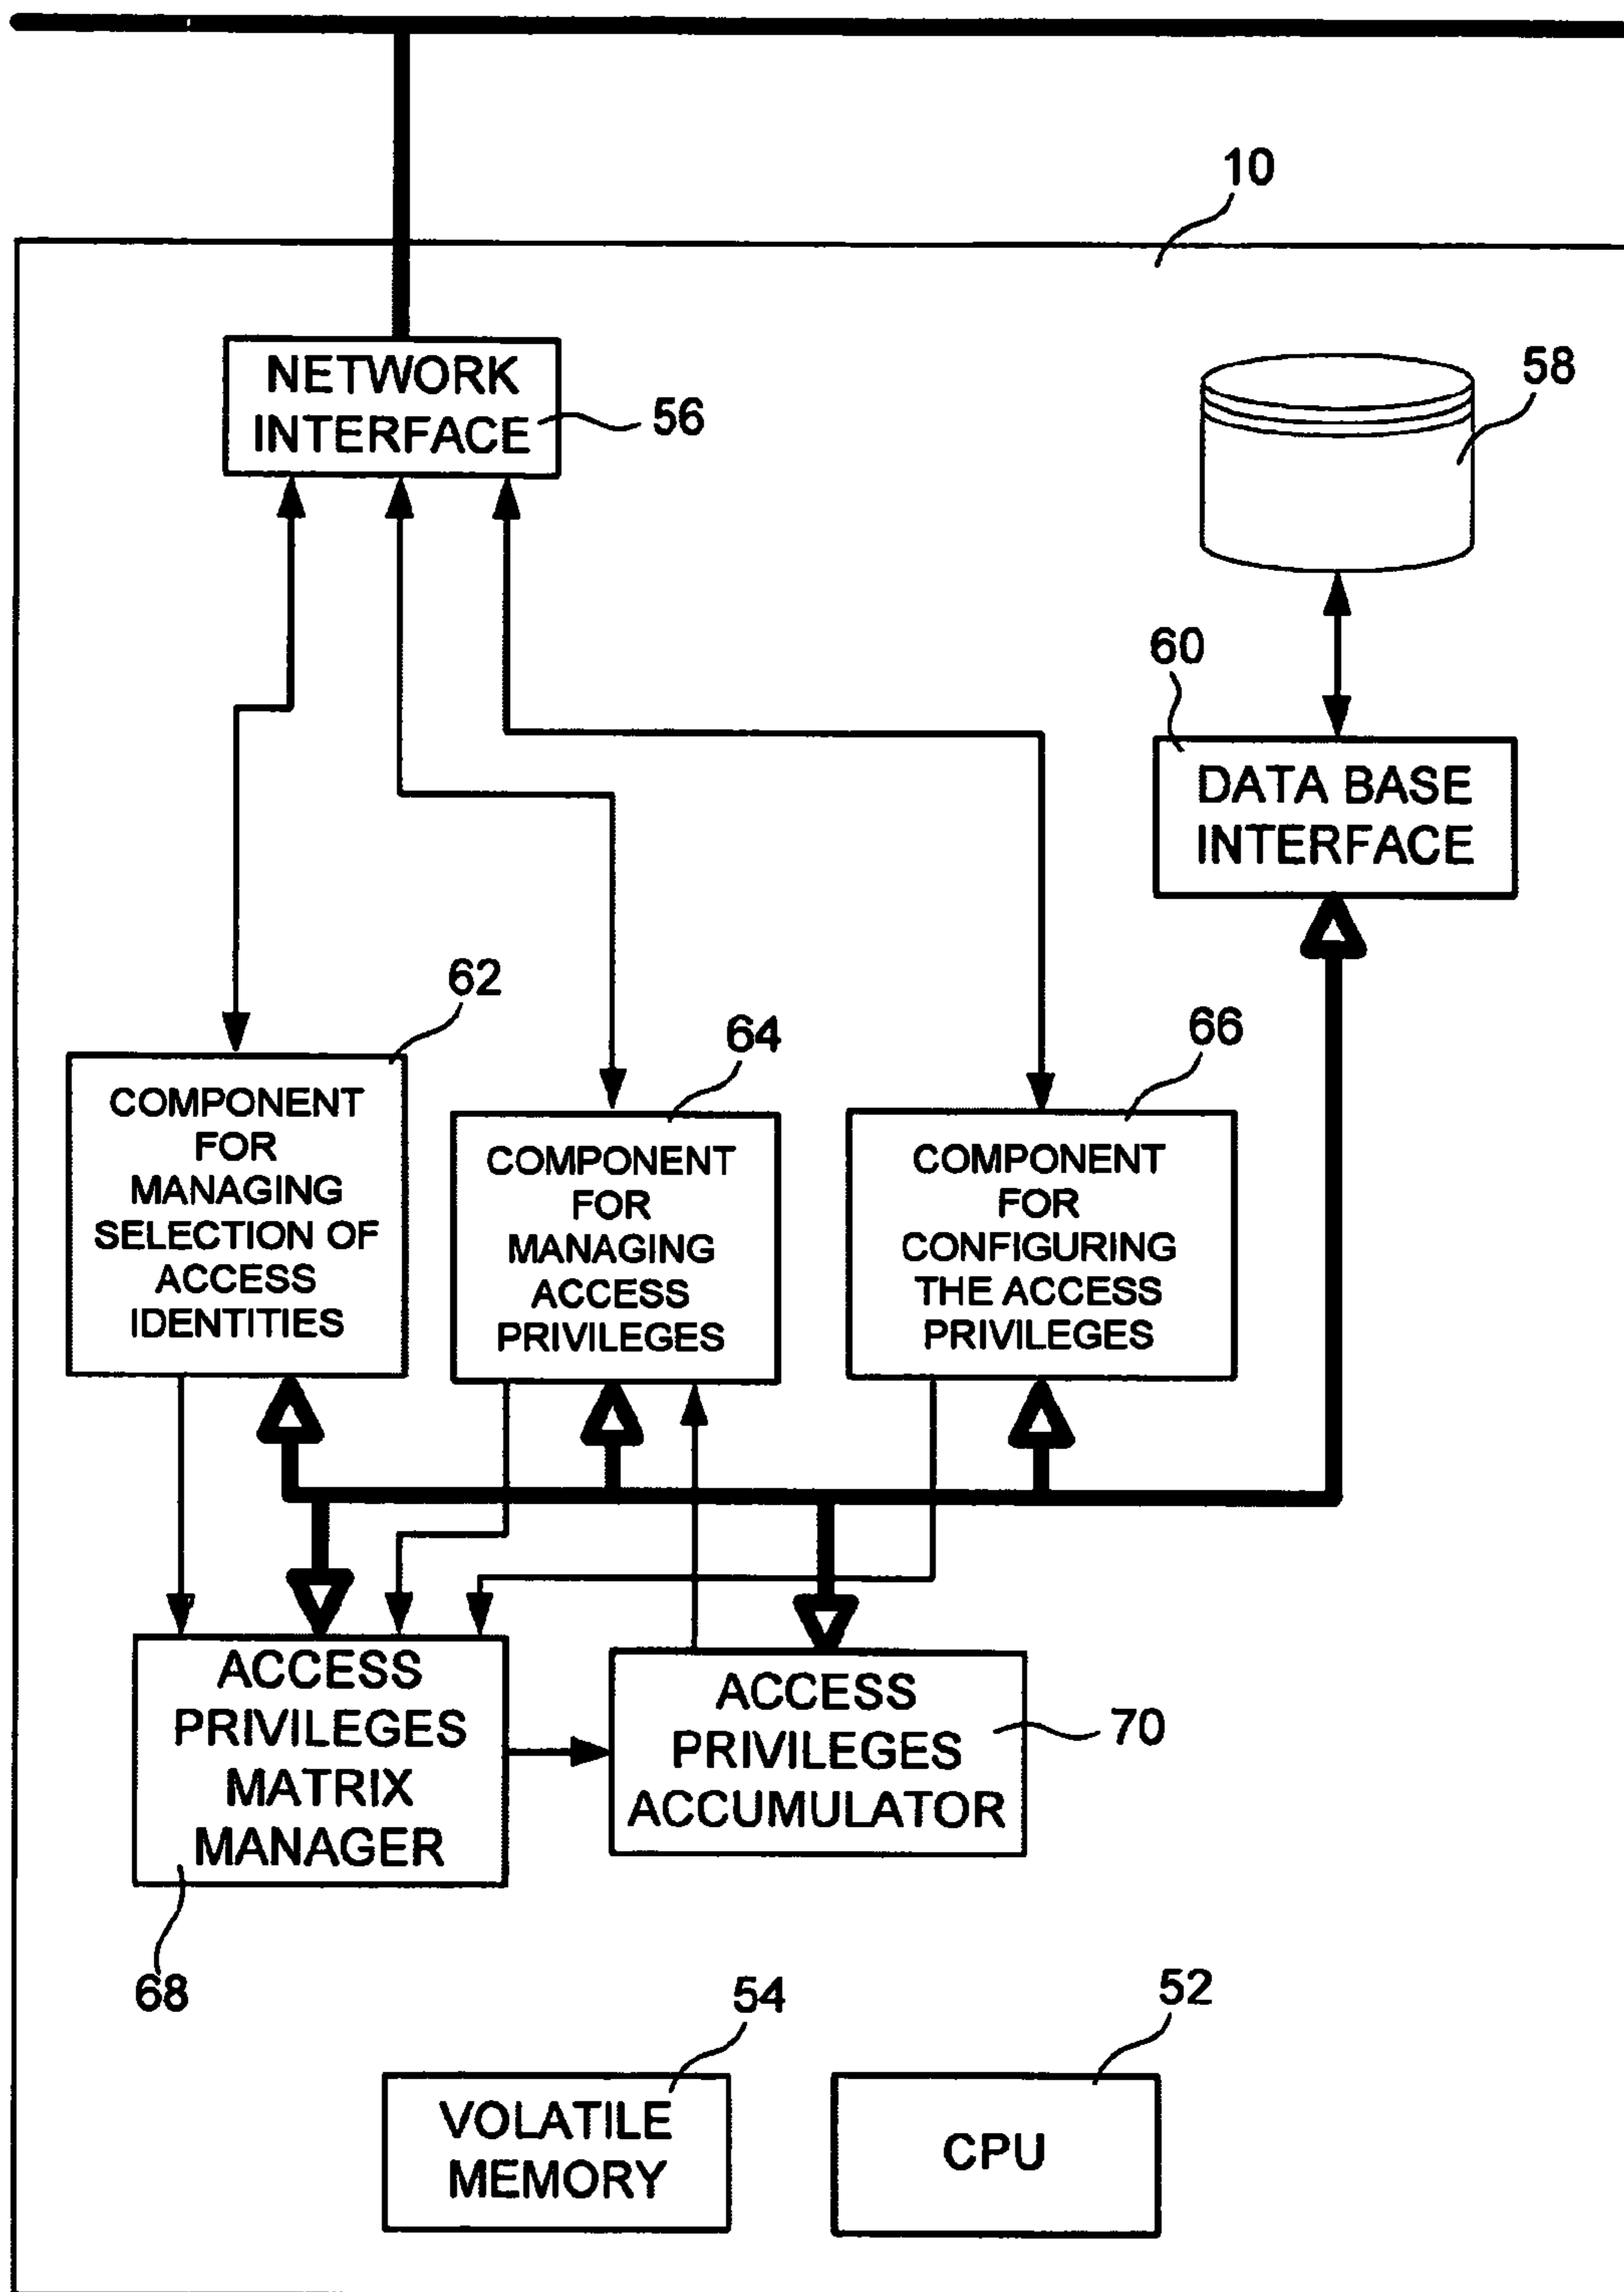 10
NETWORK
INTERFACE
56
58
60
DATA BASE
INTERFACE
62
64
66
COMPONENT
FOR
MANAGING
SELECTION OF
ACCESS
IDENTITIES
COMPONENT
FOR
MANAGING
ACCESS
PRIVILEGES
COMPONENT
FOR
CONFIGURING
THE ACCESS
PRIVILEGES
ACCESS
PRIVILEGES
MATRIX
MANAGER
68
ACCESS
PRIVILEGES
ACCUMULATOR
70
54
VOLATILE
MEMORY
52
CPU